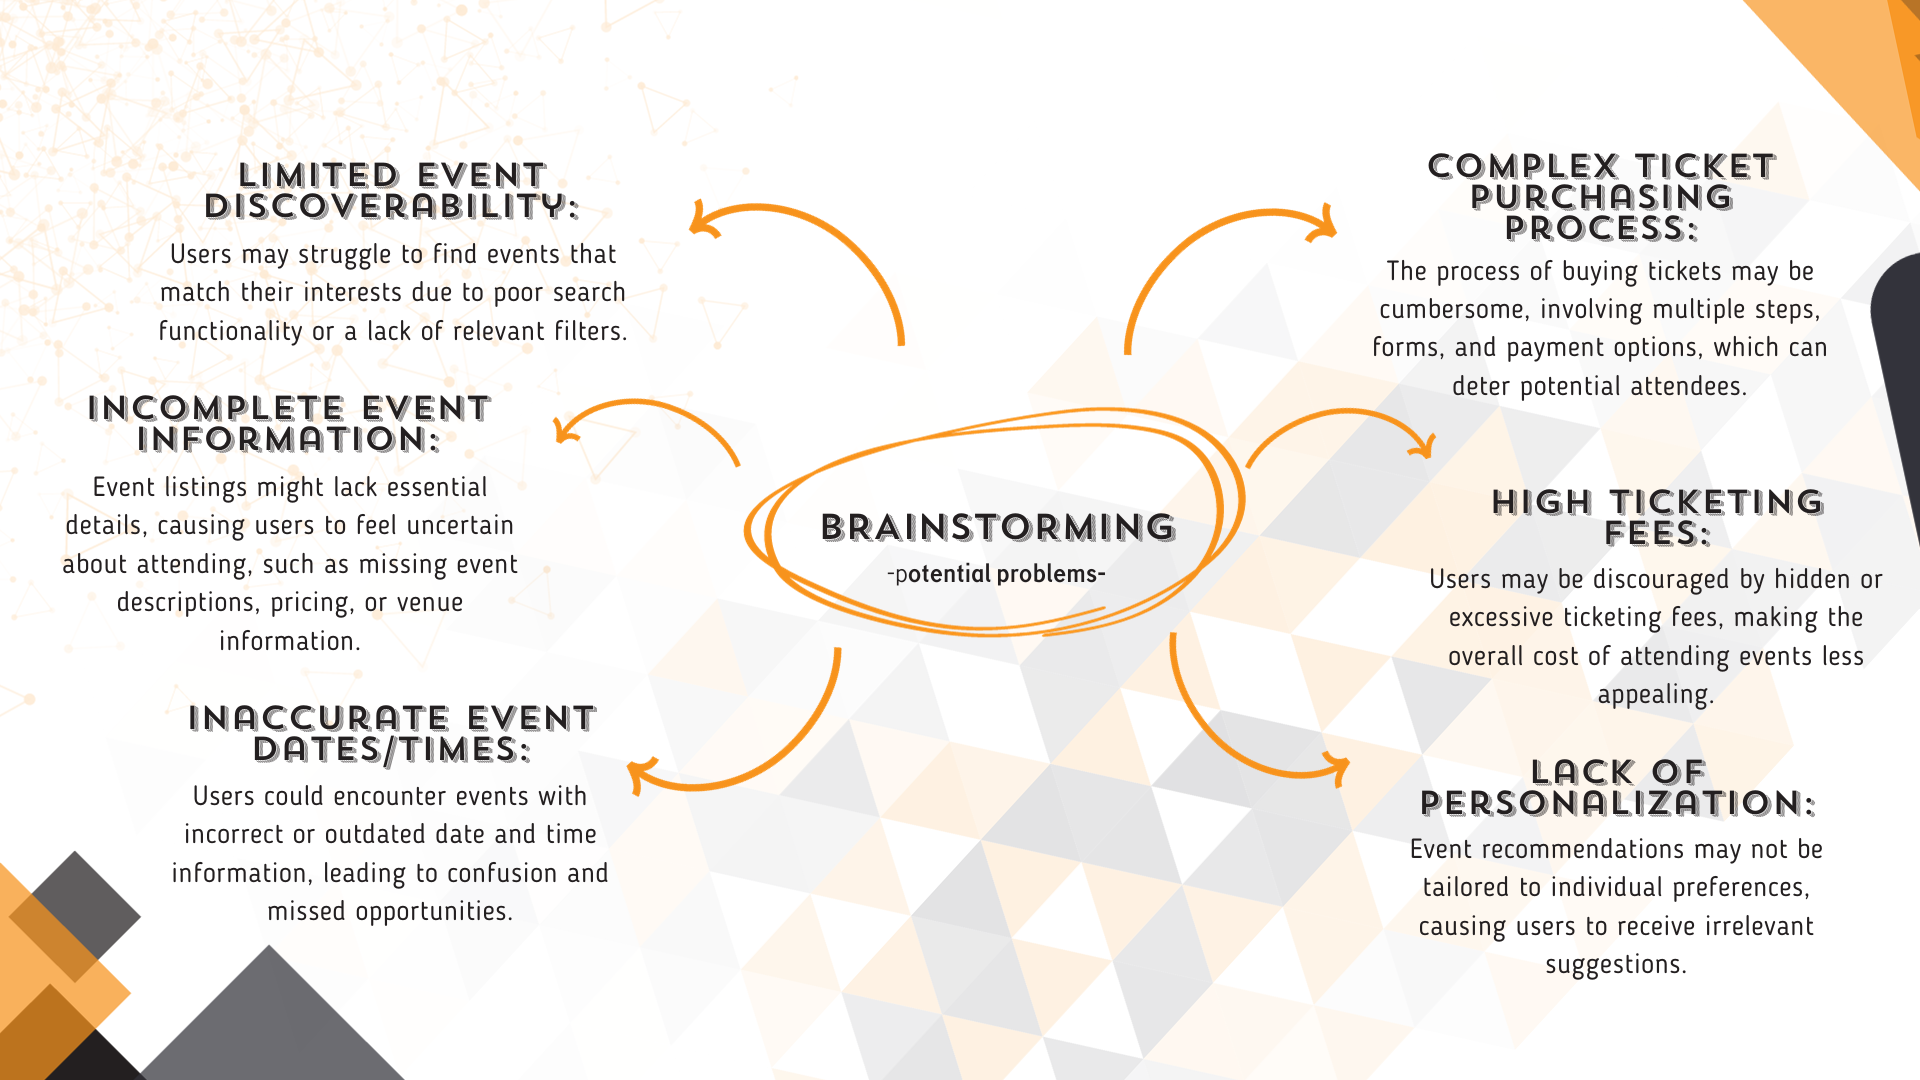 LIMITED EVENT
DISCOVERABILITY:
Users may struggle to find events that
match their interests due to poor search
functionality or a lack of relevant filters.
INCOMPLETE EVENT
INFORMATION:
Event listings might lack essential
details, causing users to feel uncertain
about attending, such as missing event
descriptions, pricing, or venue
information.
INACCURATE EVENT
DATES/TIMES:
Users could encounter events with
incorrect or outdated date and time
information, leading to confusion and
missed opportunities.
BRAINSTORMING
-potential problems-
COMPLEX TICKET
PURCHASING
PROCESS:
The process of buying tickets may be
cumbersome, involving multiple steps,
forms, and payment options, which can
deter potential attendees.
HIGH TICKETING
FEES:
Users may be discouraged by hidden or
excessive ticketing fees, making the
overall cost of attending events less
appealing.
LACK OF
PERSONALIZATION:
Event recommendations may not be
tailored to individual preferences,
causing users to receive irrelevant
suggestions.